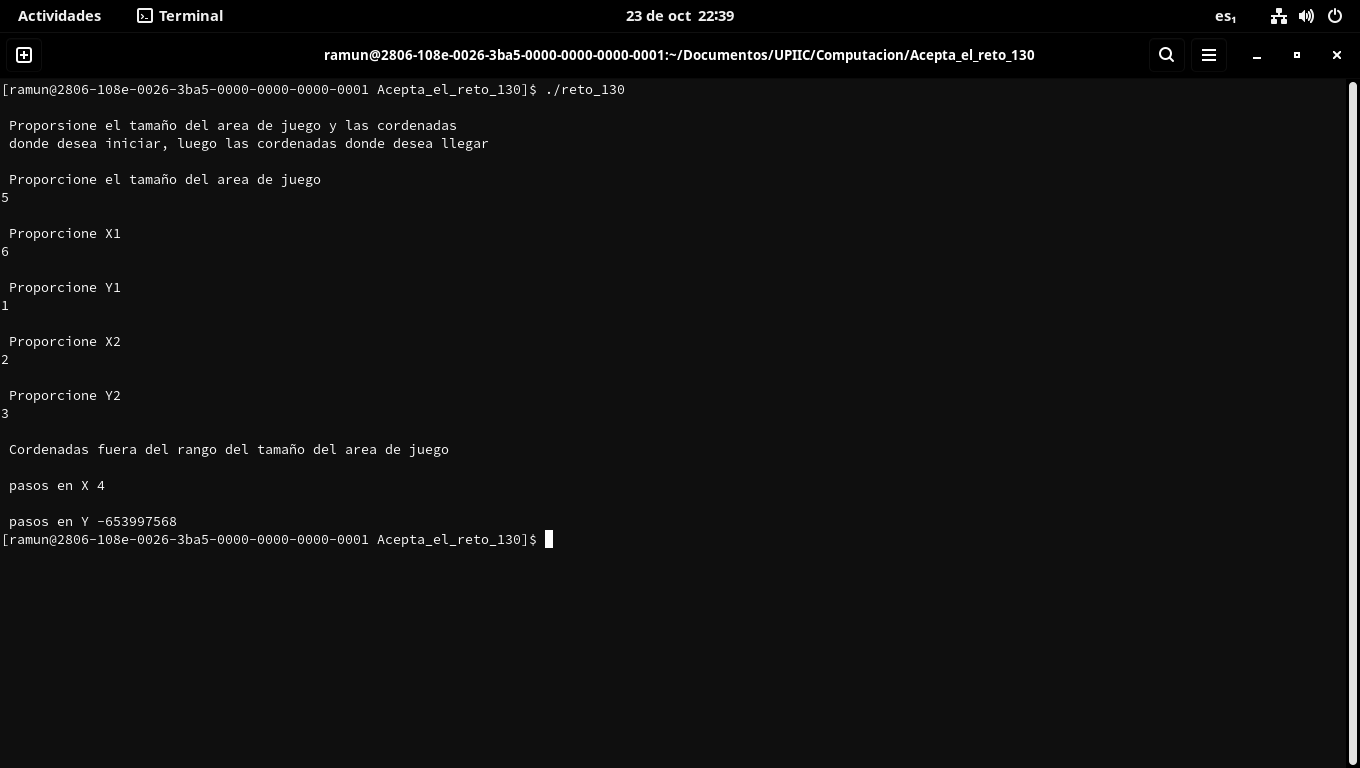 Actividades Terminal 23 de oct 22:39 es₁
ramun@2806-108e-0026-3ba5-0000-0000-0000-0001:~/Documentos/UPIIC/Computacion/Acepta_el_reto_130
[ramun@2806-108e-0026-3ba5-0000-0000-0000-0001 Acepta_el_reto_130]$ ./reto_130
Proporsione el tamaño del area de juego y las cordenadas
donde desea iniciar, luego las cordenadas donde desea llegar
Proporcione el tamaño del area de juego
5
Proporcione X1
6
Proporcione Y1
1
Proporcione X2
2
Proporcione Y2
3
Cordenadas fuera del rango del tamaño del area de juego
pasos en X 4
pasos en Y -653997568
[ramun@2806-108e-0026-3ba5-0000-0000-0000-0001 Acepta_el_reto_130]$